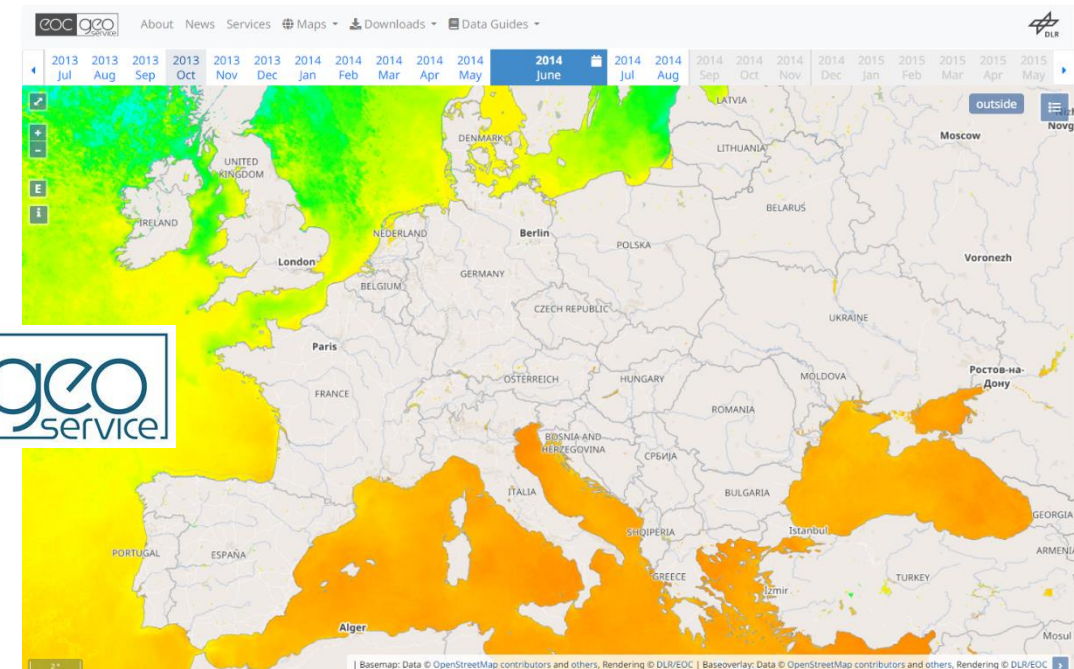 eoc geo service About News Services Maps Downloads Data Guides DLR
2013 2013 2013 2013 2013 2013 2014 2014 2014 2014 2014 2014 2014 2014 2014 2014 2014 2014 2015 2015 2015 2015 2015
Jul Aug Sep Oct Nov Dec Jan Feb Mar Apr May June Jul Aug Sep Oct Nov Dec Jan Feb Mar Apr May
+
−
E
i
outside
LATVIA
Moscow
Novg
DENMARK
LITHUANIA
UNITED
KINGDOM
BELARUS
IRELAND
NEDERLAND
Berlin
POLSKA
Voronezh
London
GERMANY
BELGIUM
CZECH REPUBLIC
UKRAINE
geo
service
Paris
ÖSTERREICH
HUNGARY
MOLDOVA
Ростов-на-
Дону
FRANCE
ROMANIA
BOSNIA AND
HERZEGOVINA
СРБИЈА
ITALIA
BULGARIA
GEORGIA
SHQIPËRIA
Istanbul
PORTUGAL
ESPAÑA
ARMENIA
GREECE
TURKEY
Izmir
Alger
Mosul
2°
| Basemap: Data © OpenStreetMap contributors and others, Rendering © DLR/EOC | Baseoverlay: Data © OpenStreetMap contributors and others, Rendering © DLR/EOC